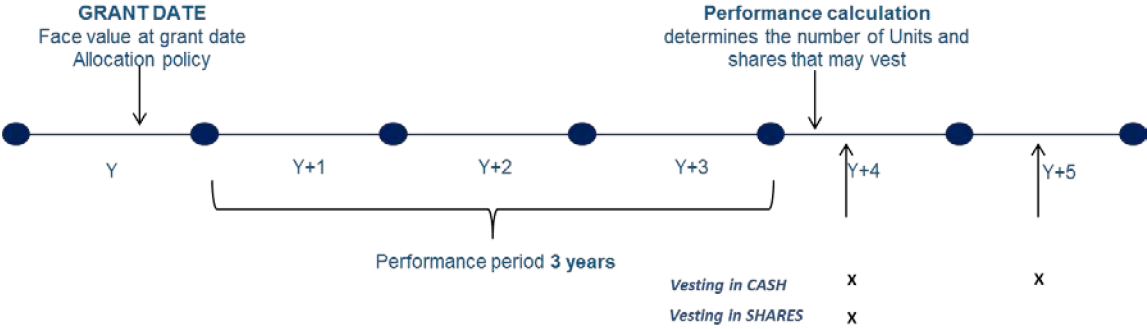 GRANT DATE
Face value at grant date
Allocation policy
Performance calculation
determines the number of Units and
shares that may vest
Y
Y+1
Y+2
Y+3
Y+4
Y+5
Performance period 3 years
Vesting in CASH X X
Vesting in SHARES X